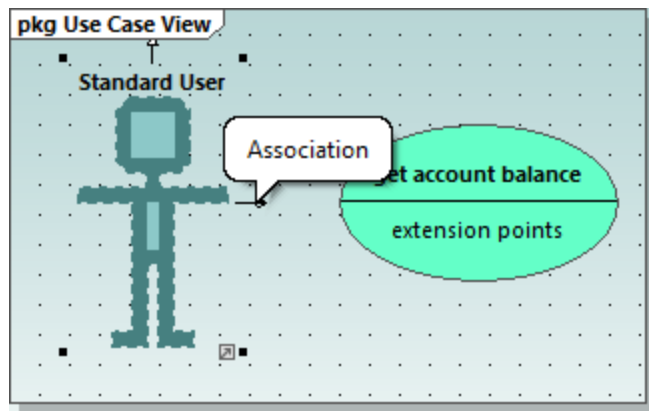 pkg Use Case View
Standard User
Association
et account balance
extension points